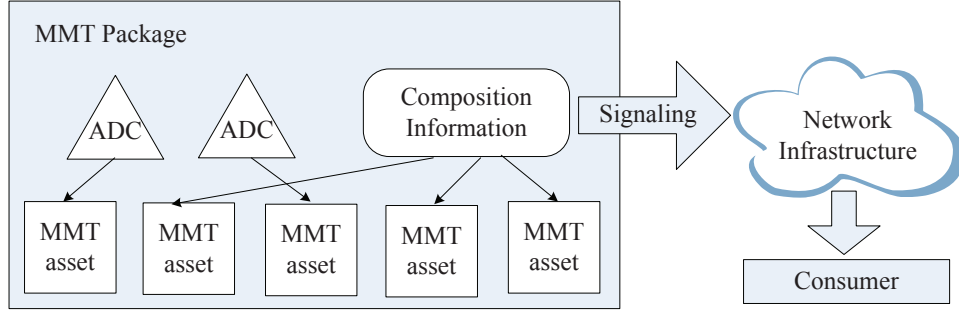 MMT Package
ADC
ADC
Composition
Information
Signaling
Network
Infrastructure
MMT
asset
MMT
asset
MMT
asset
MMT
asset
MMT
asset
Consumer